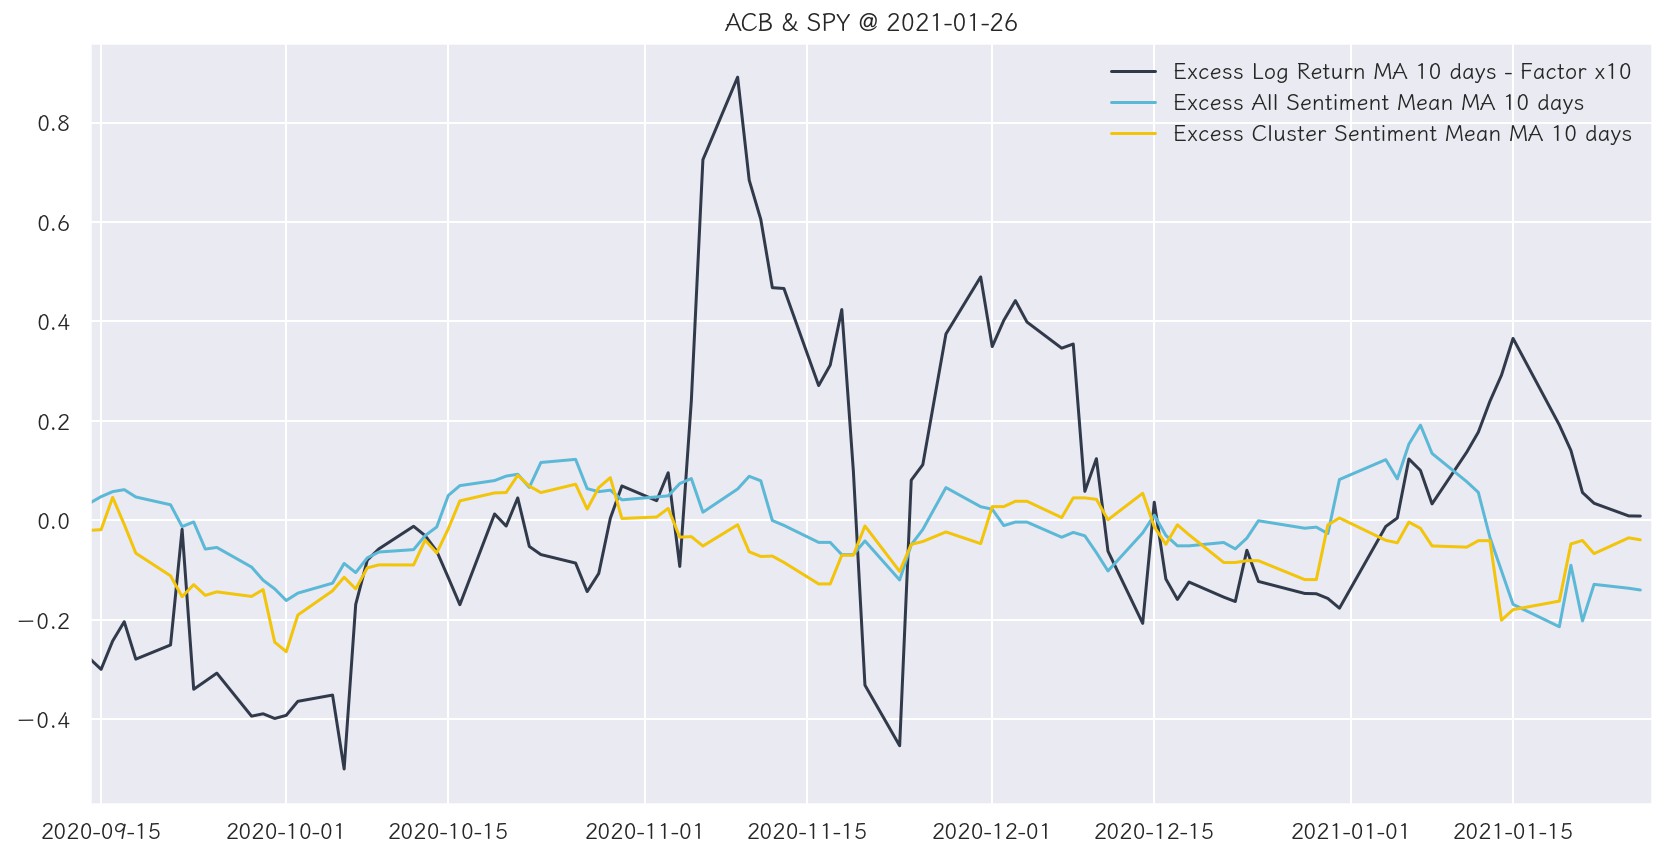 ACB & SPY @ 2021-01-26
Excess Log Return MA 10 days - Factor x10
Excess All Sentiment Mean MA 10 days
Excess Cluster Sentiment Mean MA 10 days
0.8
0.6
0.4
0.2
0.0
−0.2
−0.4
2020-09-15 2020-10-01 2020-10-15 2020-11-01 2020-11-15 2020-12-01 2020-12-15 2021-01-01 2021-01-15